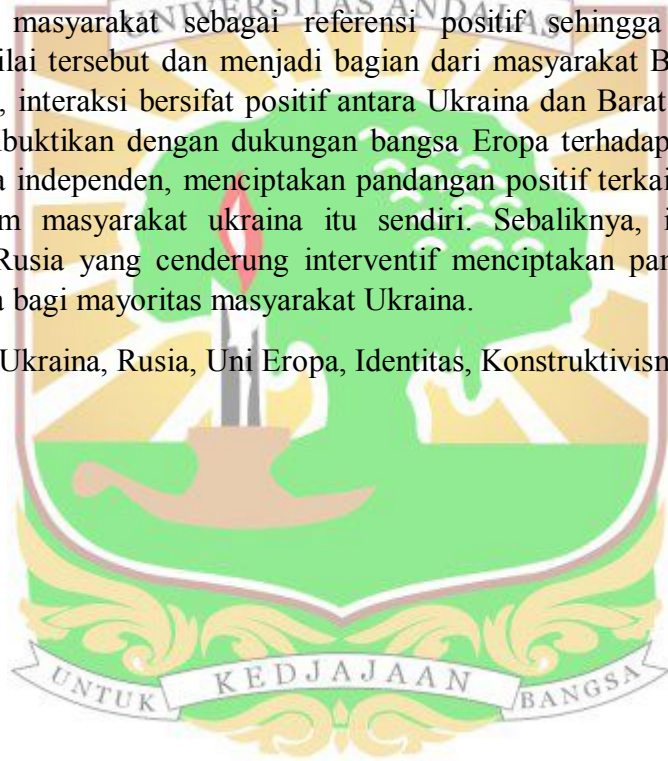 UNIVERSITAS ANDALAS
masyarakat sebagai referensi positif sehingga
ilai tersebut dan menjadi bagian dari masyarakat B
, interaksi bersifat positif antara Ukraina dan Barat
buktikan dengan dukungan bangsa Eropa terhadap
a independen, menciptakan pandangan positif terkai
m masyarakat ukraina itu sendiri. Sebaliknya, i
Rusia yang cenderung interventif menciptakan pan
a bagi mayoritas masyarakat Ukraina.
Ukraina, Rusia, Uni Eropa, Identitas, Konstruktivism
UNTUK KEDJAJAAN BANGSA